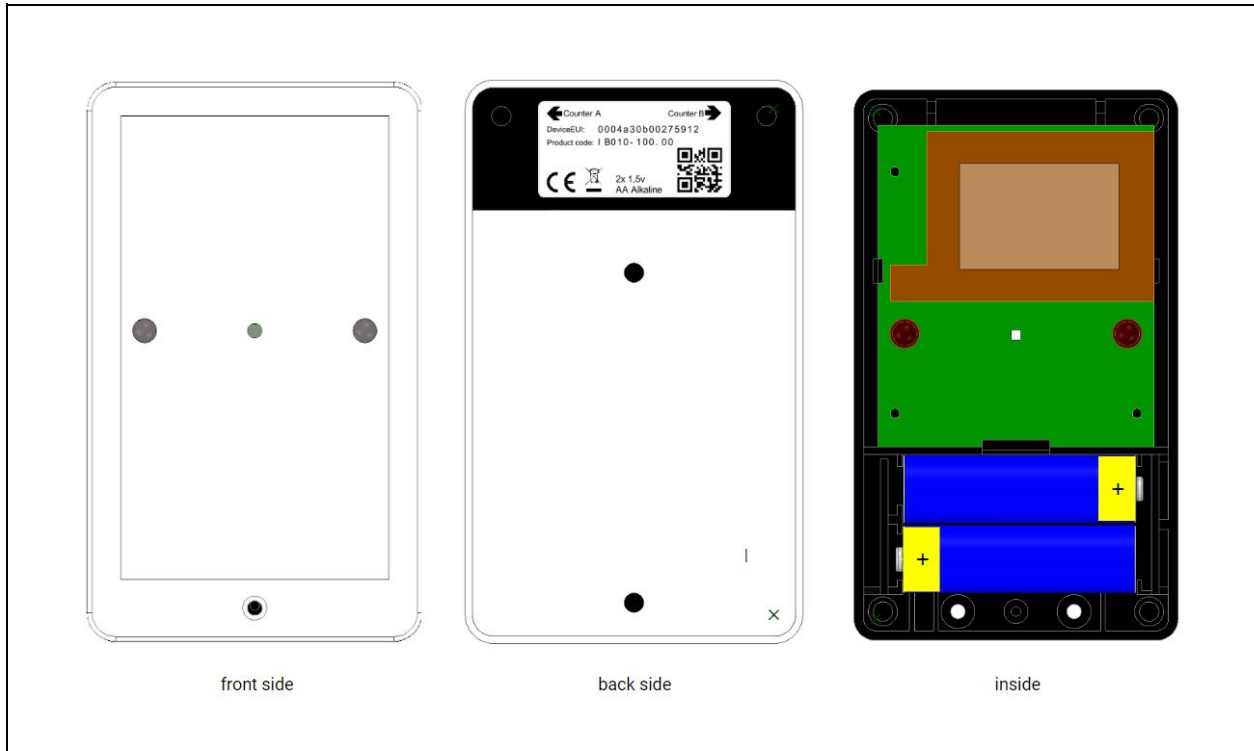 Counter A Counter B
DeviceEUI: 0004a30b00275912
Product code: I B010- 100. 00
CE 2x 1,5v
AA Alkaline
+
+
front side back side inside